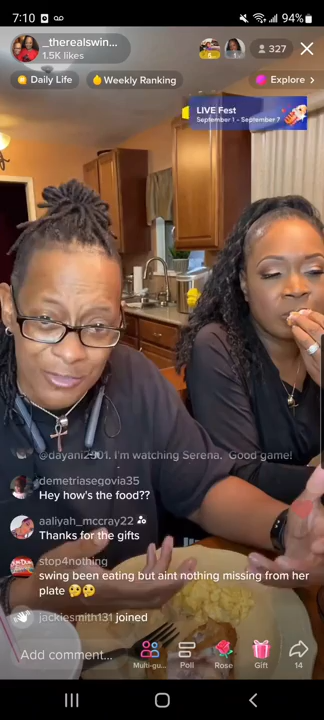 7:10
94%
_therealswin...
1.5K likes
327
Daily Life
Weekly Ranking
Explore >
LIVE Fest
September 1 - September 7
@dayani2901. I'm watching Serena. Good game!
demetriasegovia35
Hey how's the food??
aaliyah_mccray22
Thanks for the gifts
stop4nothing
swing been eating but aint nothing missing from her
plate 🤔🤔
jackiesmith131 joined
Add comment...
Multi-gu...
Poll
Rose
Gift
14